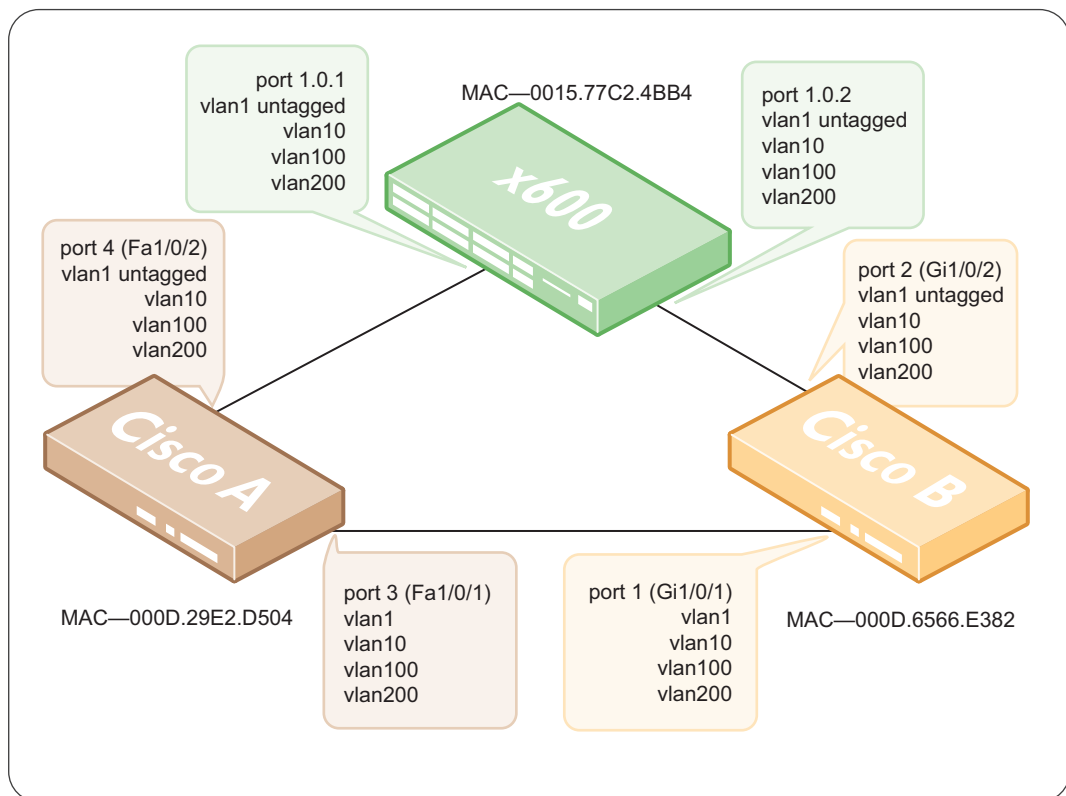 port 1.0.1
vlan1 untagged
vlan10
vlan100
vlan200
MAC—0015.77C2.4BB4
port 1.0.2
vlan1 untagged
vlan10
vlan100
vlan200
x600
port 4 (Fa1/0/2)
vlan1 untagged
vlan10
vlan100
vlan200
port 2 (Gi1/0/2)
vlan1 untagged
vlan10
vlan100
vlan200
Cisco A
Cisco B
MAC—000D.29E2.D504
port 3 (Fa1/0/1)
vlan1
vlan10
vlan100
vlan200
port 1 (Gi1/0/1)
vlan1
vlan10
vlan100
vlan200
MAC—000D.6566.E382